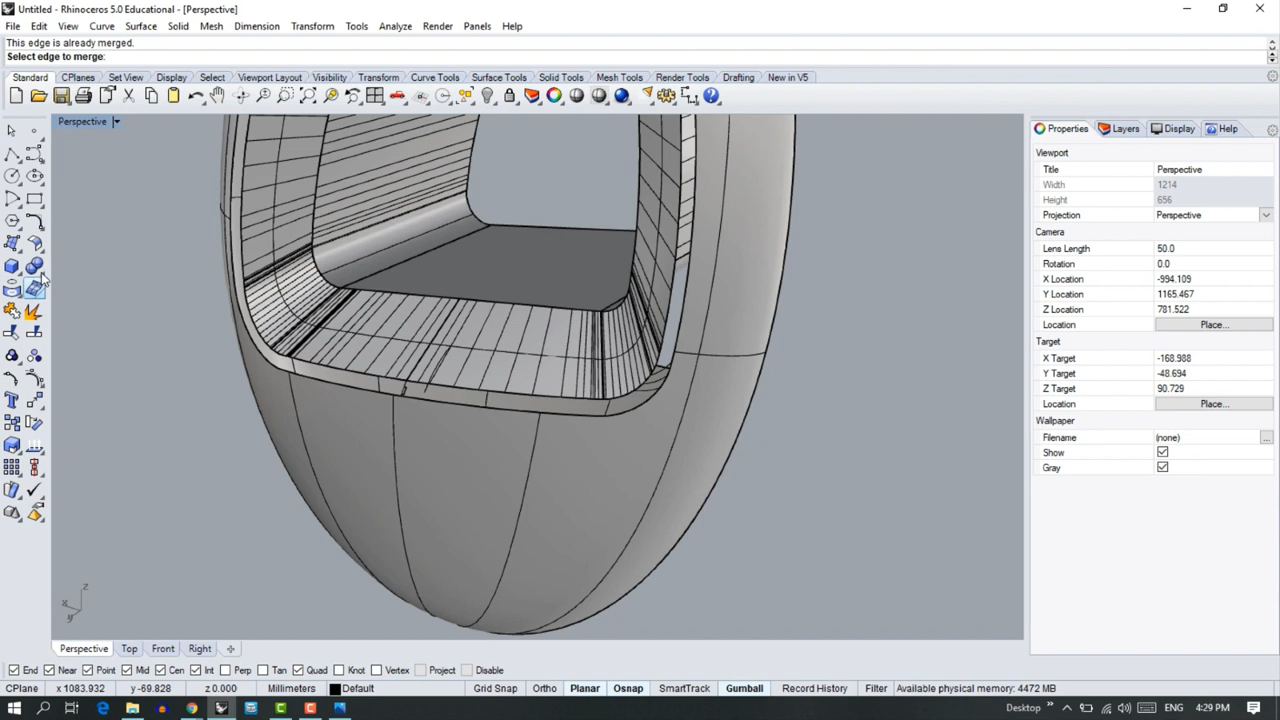 Untitled - Rhinoceros 5.0 Educational - [Perspective]
File Edit View Curve Surface Solid Mesh Dimension Transform Tools Analyze Render Panels Help
This edge is already merged.
Select edge to merge:
Standard CPlanes Set View Display Select Viewport Layout Visibility Transform Curve Tools Surface Tools Solid Tools Mesh Tools Render Tools Drafting New in V5
Perspective
Properties Layers Display Help
Viewport
Title Perspective
Width 1214
Height 656
Projection Perspective
Camera
Lens Length 50.0
Rotation 0.0
X Location -994.109
Y Location 1165.467
Z Location 781.522
Location Place...
Target
X Target -168.988
Y Target -48.694
Z Target 90.729
Location Place...
Wallpaper
Filename (none) ...
Show
Gray
z
x
y
Perspective Top Front Right
End Near Point Mid Cen Int Perp Tan Quad Knot Vertex Project Disable
CPlane x 1083.932 y -69.828 z 0.000 Millimeters Default Grid Snap Ortho Planar Osnap SmartTrack Gumball Record History Filter Available physical memory: 4472 MB
Desktop ENG 4:29 PM